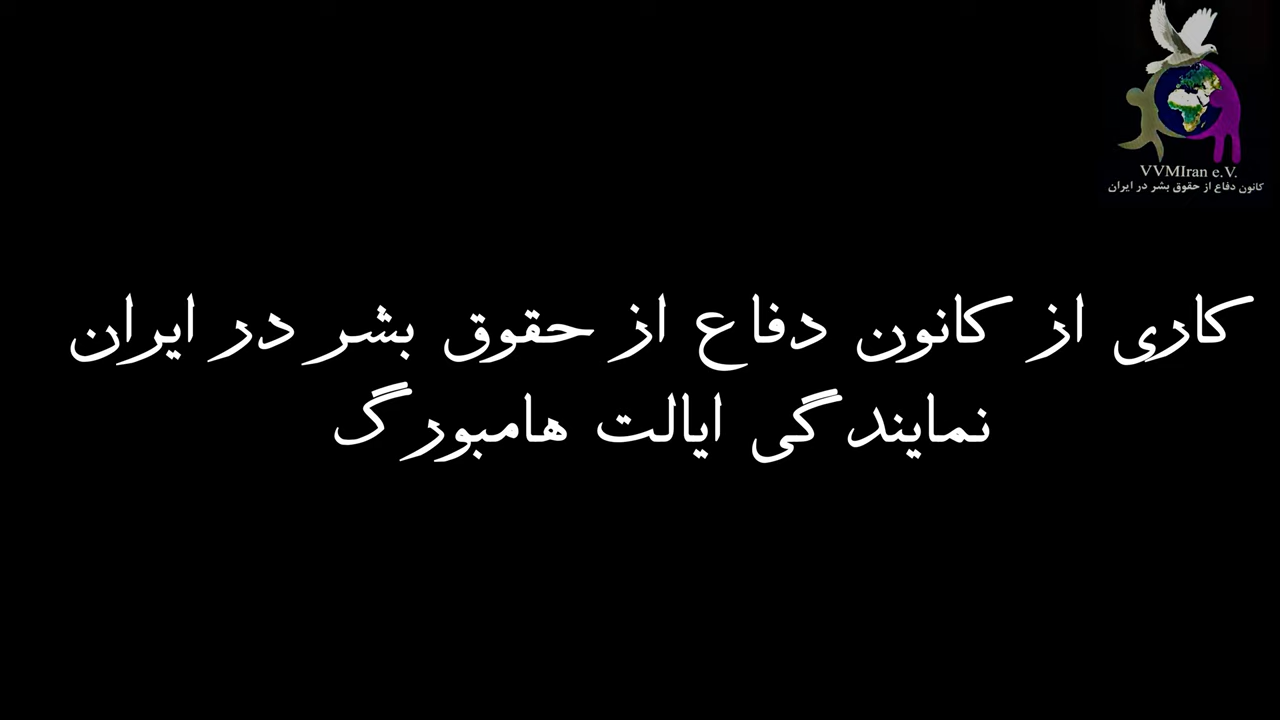 VVMIran e.V.
کانون دفاع از حقوق بشر در ایران
کاری از کانون دفاع از حقوق بشر در ایران
نمایندگی ایالت هامبورگ